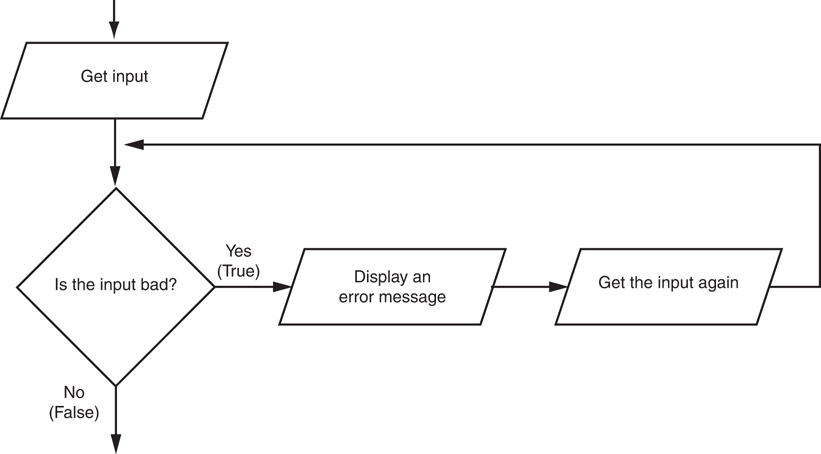 Get input
Is the input bad?
Yes
(True)
Display an
error message
Get the input again
No
(False)